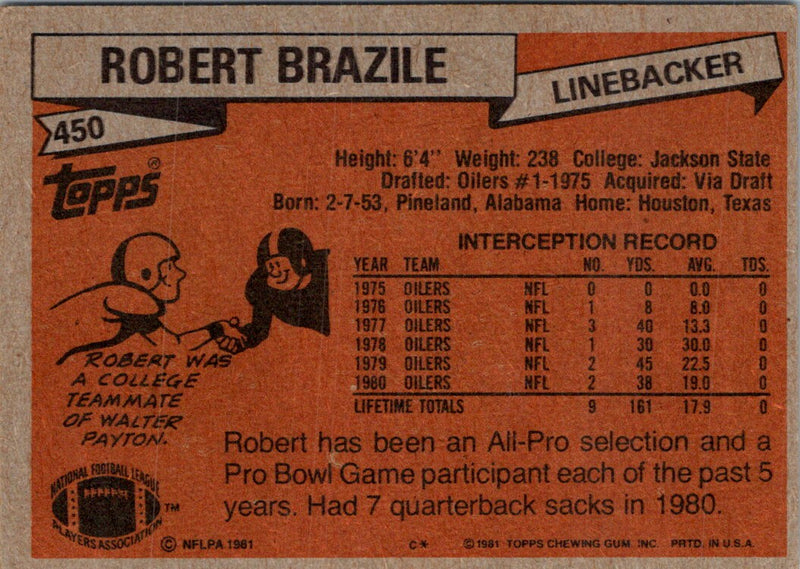 ROBERT BRAZILE
LINEBACKER
450
Topps®
Height: 6'4" Weight: 238 College: Jackson State
Drafted: Oilers #1-1975 Acquired: Via Draft
Born: 2-7-53, Pineland, Alabama Home: Houston, Texas
INTERCEPTION RECORD
YEAR TEAM NO. YDS. AVG. TDS.
1975 OILERS NFL 0 0 0.0 0
1976 OILERS NFL 1 8 8.0 0
1977 OILERS NFL 3 40 13.3 0
1978 OILERS NFL 1 30 30.0 0
1979 OILERS NFL 2 45 22.5 0
1980 OILERS NFL 2 38 19.0 0
LIFETIME TOTALS 9 161 17.9 0
ROBERT WAS
A COLLEGE
TEAMMATE
OF WALTER
PAYTON.
Robert has been an All-Pro selection and a
Pro Bowl Game participant each of the past 5
years. Had 7 quarterback sacks in 1980.
NATIONAL FOOTBALL LEAGUE
PLAYERS ASSOCIATION
TM
© NFLPA 1981 C* © 1981 TOPPS CHEWING GUM, INC. PRTD. IN U.S.A.